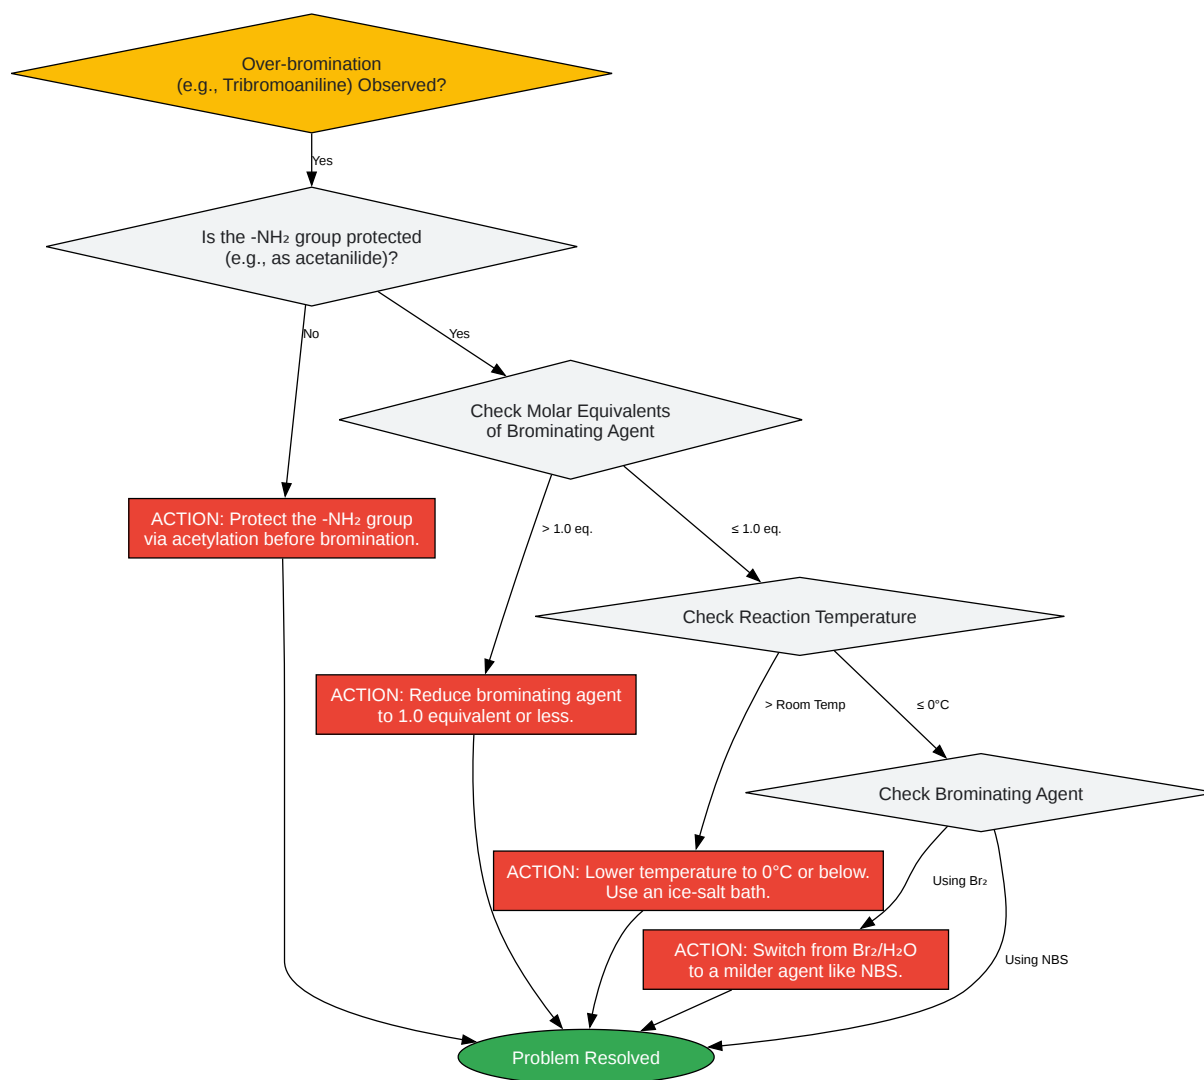 Over-bromination
(e.g., Tribromoaniline) Observed?
Yes
Is the -NH₂ group protected
(e.g., as acetanilide)?
No
Yes
Check Molar Equivalents
of Brominating Agent
ACTION: Protect the -NH₂ group
via acetylation before bromination.
> 1.0 eq.
≤ 1.0 eq.
Check Reaction Temperature
ACTION: Reduce brominating agent
to 1.0 equivalent or less.
> Room Temp
≤ 0°C
Check Brominating Agent
ACTION: Lower temperature to 0°C or below.
Use an ice-salt bath.
Using Br₂
ACTION: Switch from Br₂/H₂O
to a milder agent like NBS.
Using NBS
Problem Resolved